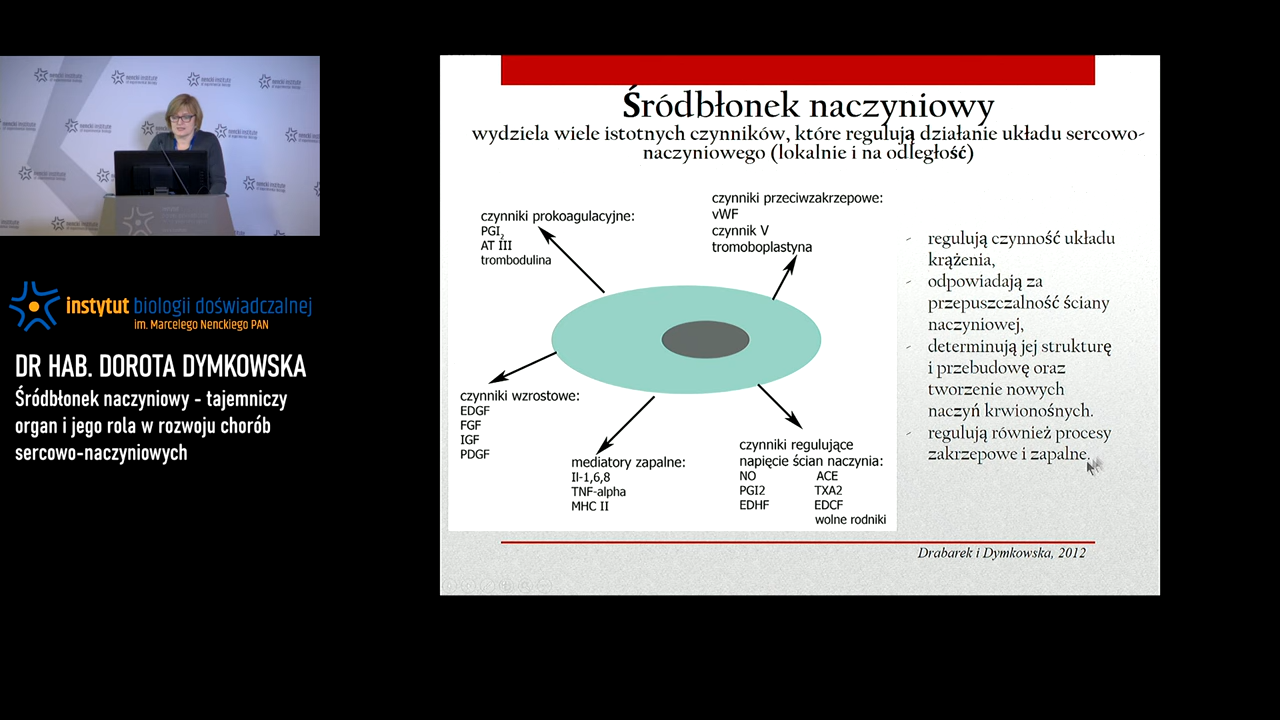 nencki institute
instytut biologii doświadczalnej
im. Marcelego Nenckiego PAN
DR HAB. DOROTA DYMKOWSKA
Śródbłonek naczyniowy - tajemniczy
organ i jego rola w rozwoju chorób
sercowo-naczyniowych
Śródbłonek naczyniowy
wydziela wiele istotnych czynników, które regulują działanie układu sercowo-
naczyniowego (lokalnie i na odległość)
czynniki prokoagulacyjne:
PGI2
AT III
trombodulina
czynniki przeciwzakrzepowe:
vWF
czynnik V
tromoboplastyna
czynniki wzrostowe:
EDGF
FGF
IGF
PDGF
mediatory zapalne:
Il-1,6,8
TNF-alpha
MHC II
czynniki regulujące
napięcie ścian naczynia:
NO ACE
PGI2 TXA2
EDHF EDCF
wolne rodniki
- regulują czynność układu
krążenia,
- odpowiadają za
przepuszczalność ściany
naczyniowej,
- determinują jej strukturę
i przebudowę oraz
tworzenie nowych
naczyń krwionośnych.
- regulują również procesy
zakrzepowe i zapalne.
Drabarek i Dymkowska, 2012